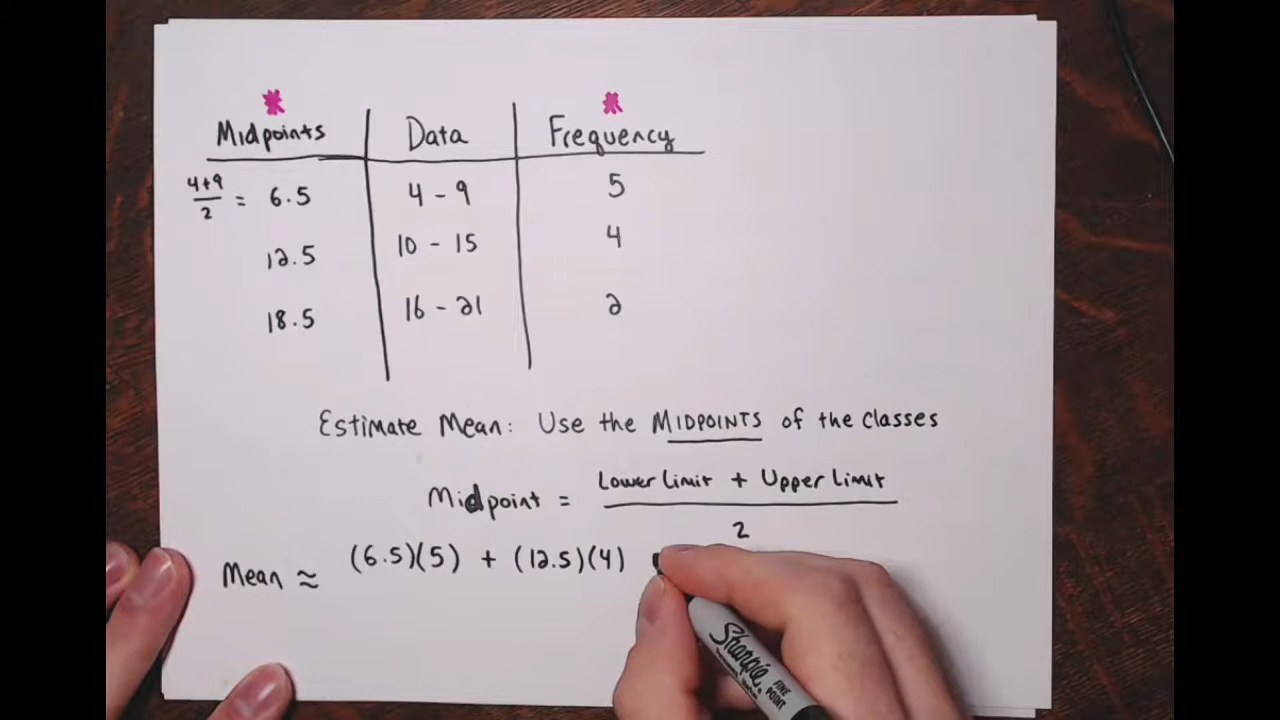 Midpoints Data Frequency
4+9
2
= 6.5 4 - 9 5
12.5 10 - 15 4
18.5 16 - 21 2
Estimate Mean: Use the MIDPOINTS of the classes
Midpoint = Lower Limit + Upper Limit
2
Mean ≈ (6.5)(5) + (12.5)(4)
Sharpie.
FINE
POINT